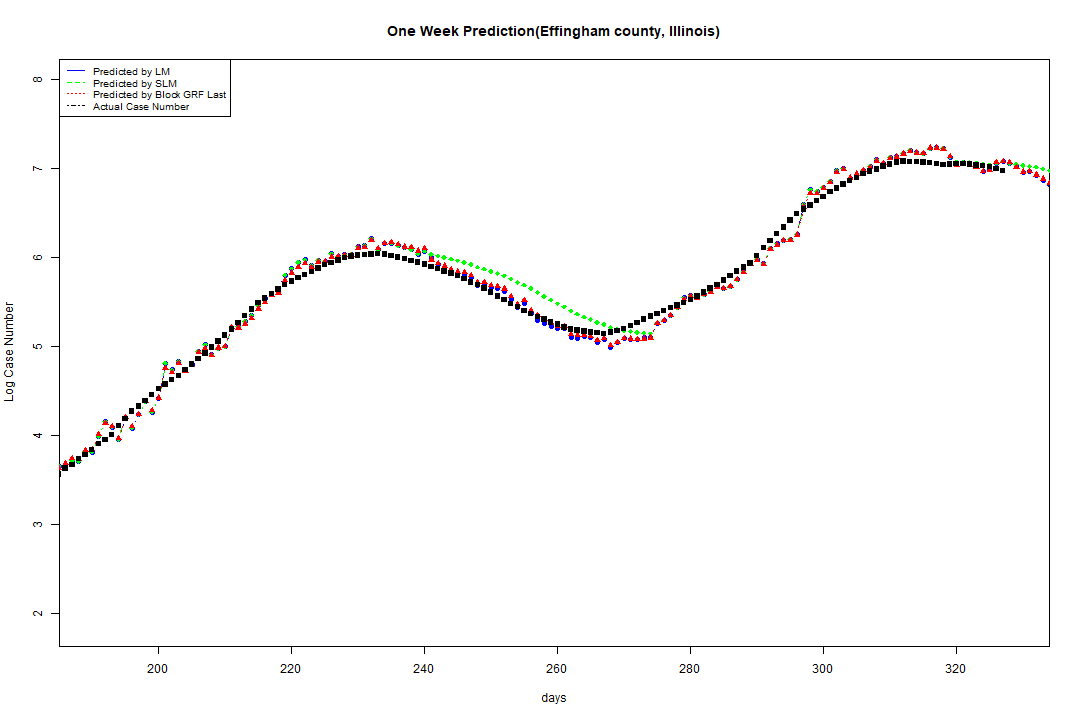 One Week Prediction(Effingham county, Illinois)
Predicted by LM
Predicted by SLM
Predicted by Block GRF Last
Actual Case Number
Log Case Number
8
7
6
5
4
3
2
200 220 240 260 280 300 320
days